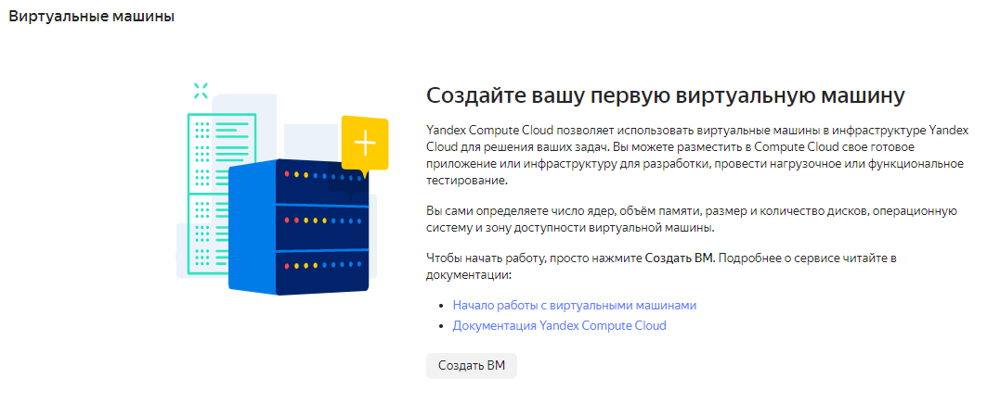 Виртуальные машины
Создайте вашу первую виртуальную машину
Yandex Compute Cloud позволяет использовать виртуальные машины в инфраструктуре Yandex
Cloud для решения ваших задач. Вы можете разместить в Compute Cloud свое готовое
приложение или инфраструктуру для разработки, провести нагрузочное или функциональное
тестирование.
Вы сами определяете число ядер, объём памяти, размер и количество дисков, операционную
систему и зону доступности виртуальной машины.
Чтобы начать работу, просто нажмите Создать ВМ. Подробнее о сервисе читайте в
документации:
• Начало работы с виртуальными машинами
• Документация Yandex Compute Cloud
Создать ВМ